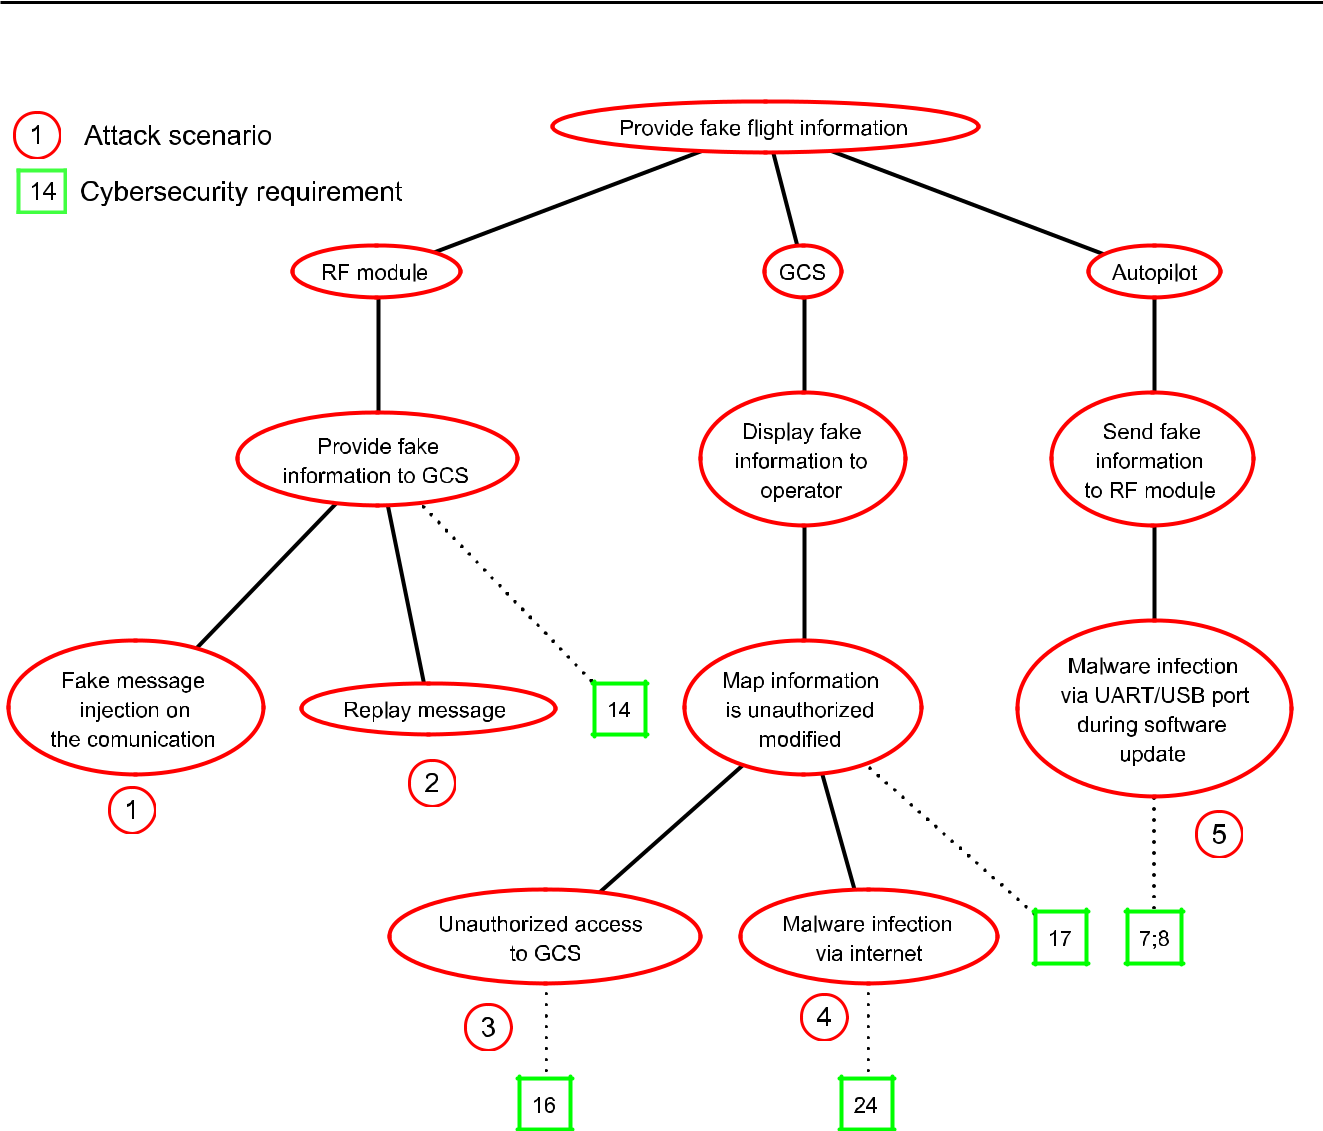 1 Attack scenario
14 Cybersecurity requirement
Provide fake flight information
RF module
GCS
Autopilot
Provide fake
information to GCS
Display fake
information to
operator
Send fake
information
to RF module
Fake message
injection on
the comunication
1
Replay message
2
14
Map information
is unauthorized
modified
Malware infection
via UART/USB port
during software
update
5
Unauthorized access
to GCS
3
Malware infection
via internet
4
17
7;8
16
24